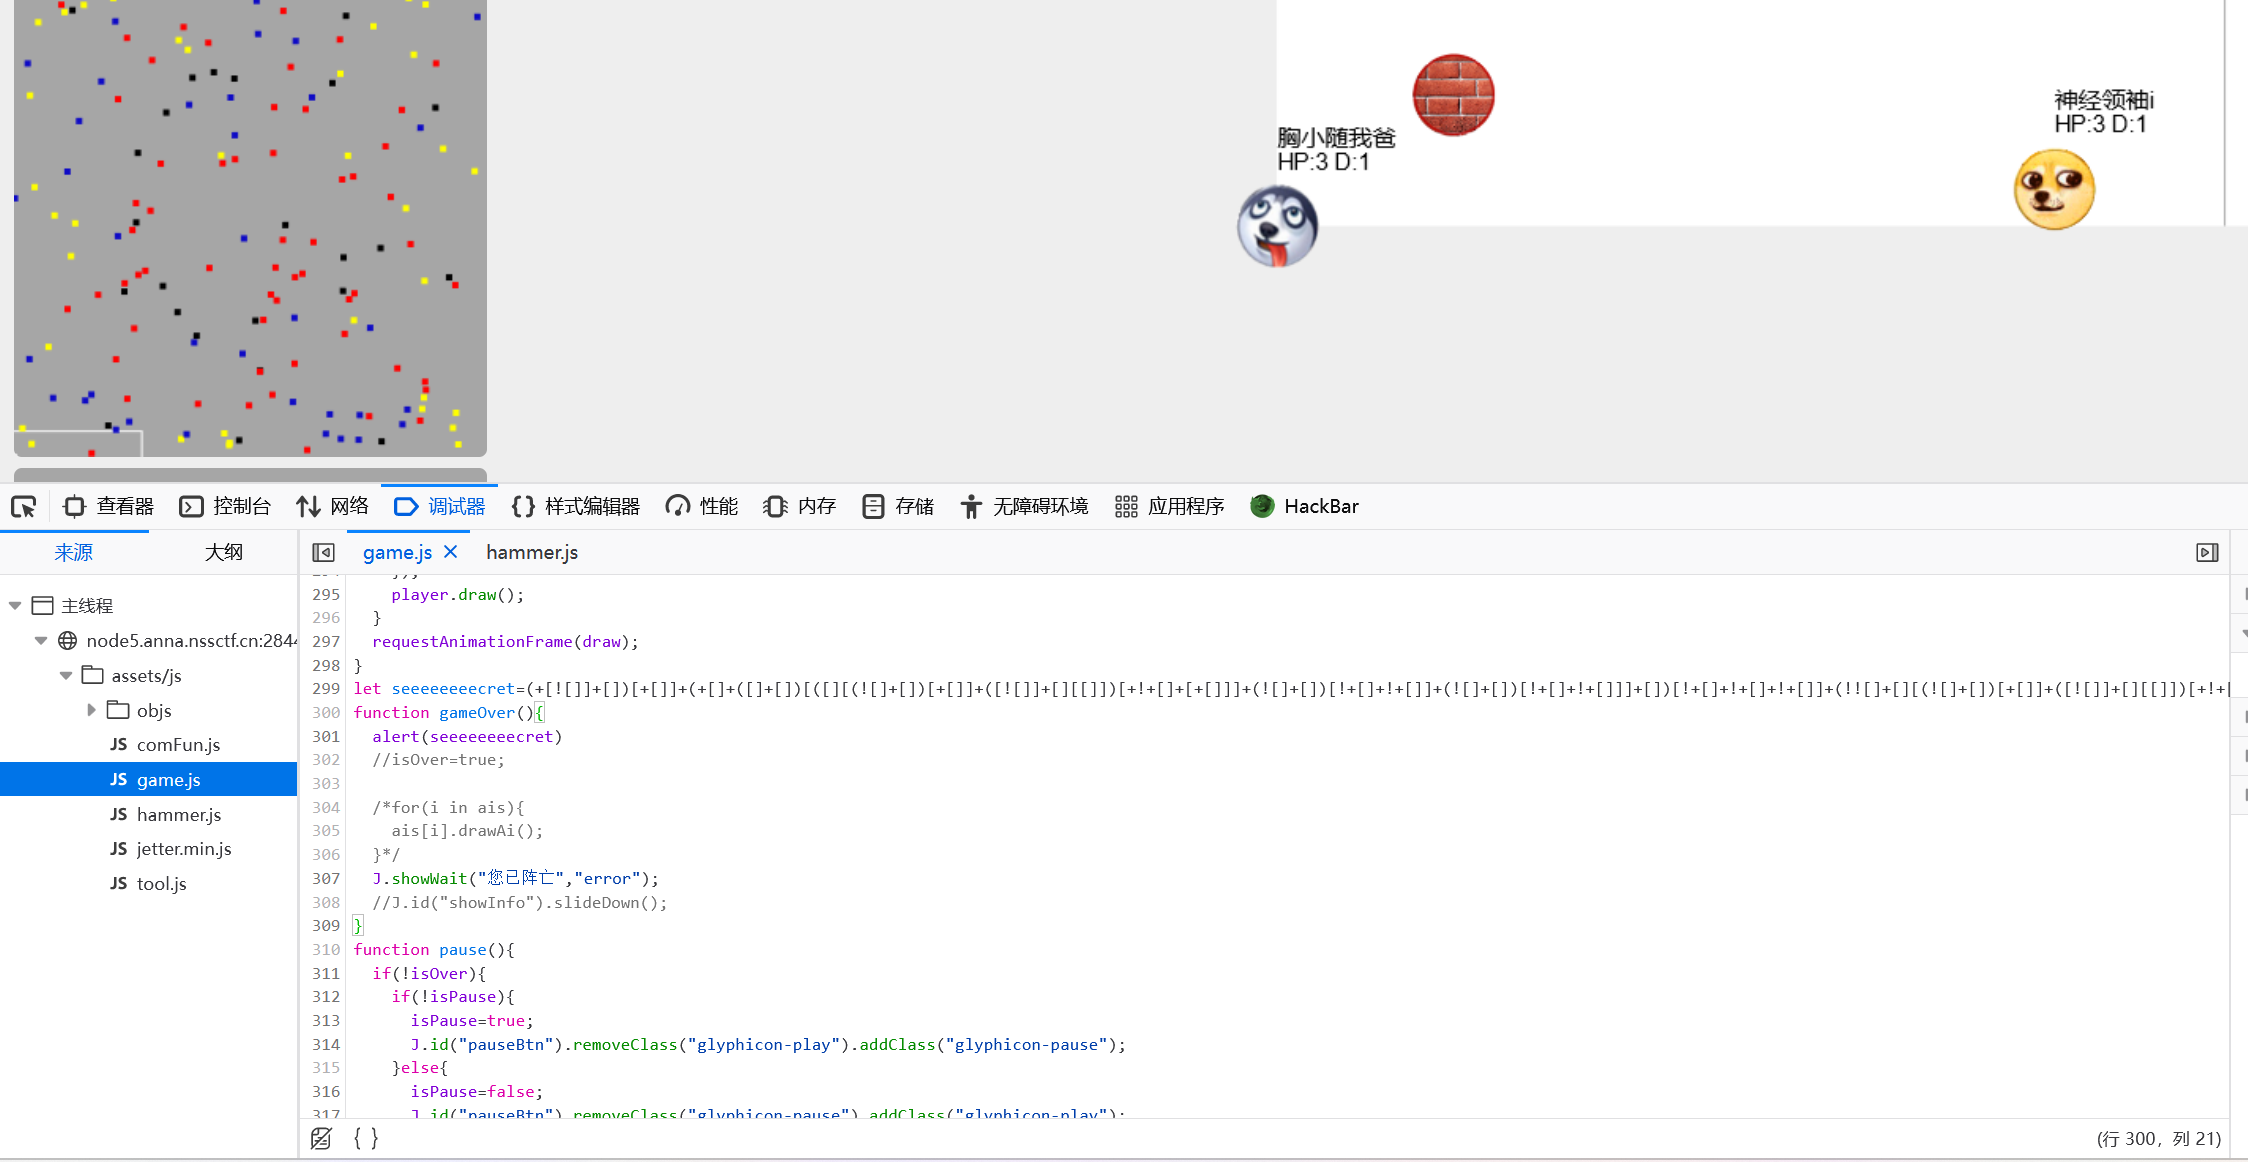 神经领袖i
HP:3 D:1
胸小随我爸
HP:3 D:1
查看器 控制台 网络 调试器 样式编辑器 性能 内存 存储 无障碍环境 应用程序 HackBar
来源 大纲 game.js hammer.js
主线程
node5.anna.nssctf.cn:284
assets/js
objs
JS comFun.js
JS game.js
JS hammer.js
JS jetter.min.js
JS tool.js
295 player.draw();
296 }
297 requestAnimationFrame(draw);
298 }
299 let seeeeeeeecret=(+[![]]+[])[+[]]+(+[]+([]+[])[([][(![]+[])[+[]]+([![]]+[][[]])[+!+[]+[+[]]]+(![]+[])[!+[]+!+[]]+(![]+[])[!+[]+!+[]]]+[])[!+[]+!+[]+!+[]]+(!![]+[][(![]+[])[+[]]+([![]]+[][[]])[+!+[
300 function gameOver(){
301 alert(seeeeeeeecret)
302 //isOver=true;
303
304 /*for(i in ais){
305 ais[i].drawAi();
306 }*/
307 J.showWait("您已阵亡","error");
308 //J.id("showInfo").slideDown();
309 }
310 function pause(){
311 if(!isOver){
312 if(!isPause){
313 isPause=true;
314 J.id("pauseBtn").removeClass("glyphicon-play").addClass("glyphicon-pause");
315 }else{
316 isPause=false;
317 J.id("pauseBtn").removeClass("glyphicon-pause").addClass("glyphicon-play");
(行 300，列 21)